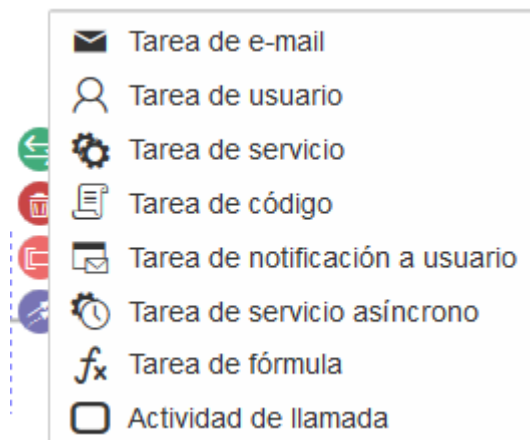 Tarea de e-mail
Tarea de usuario
Tarea de servicio
Tarea de código
Tarea de notificación a usuario
Tarea de servicio asíncrono
Tarea de fórmula
Actividad de llamada